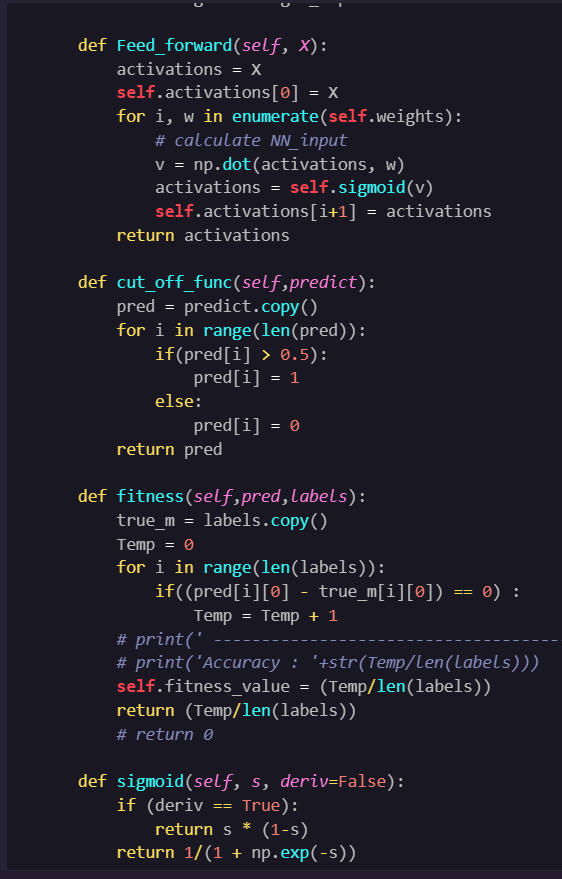 def Feed_forward(self, X):
activations = X
self.activations[0] = X
for i, w in enumerate(self.weights):
# calculate NN_input
v = np.dot(activations, w)
activations = self.sigmoid(v)
self.activations[i+1] = activations
return activations
def cut_off_func(self,predict):
pred = predict.copy()
for i in range(len(pred)):
if(pred[i] > 0.5):
pred[i] = 1
else:
pred[i] = 0
return pred
def fitness(self,pred,labels):
true_m = labels.copy()
Temp = 0
for i in range(len(labels)):
if((pred[i][0] - true_m[i][0]) == 0) :
Temp = Temp + 1
# print(' ------------------------------------
# print('Accuracy : '+str(Temp/len(labels)))
self.fitness_value = (Temp/len(labels))
return (Temp/len(labels))
# return 0
def sigmoid(self, s, deriv=False):
if (deriv == True):
return s * (1-s)
return 1/(1 + np.exp(-s))